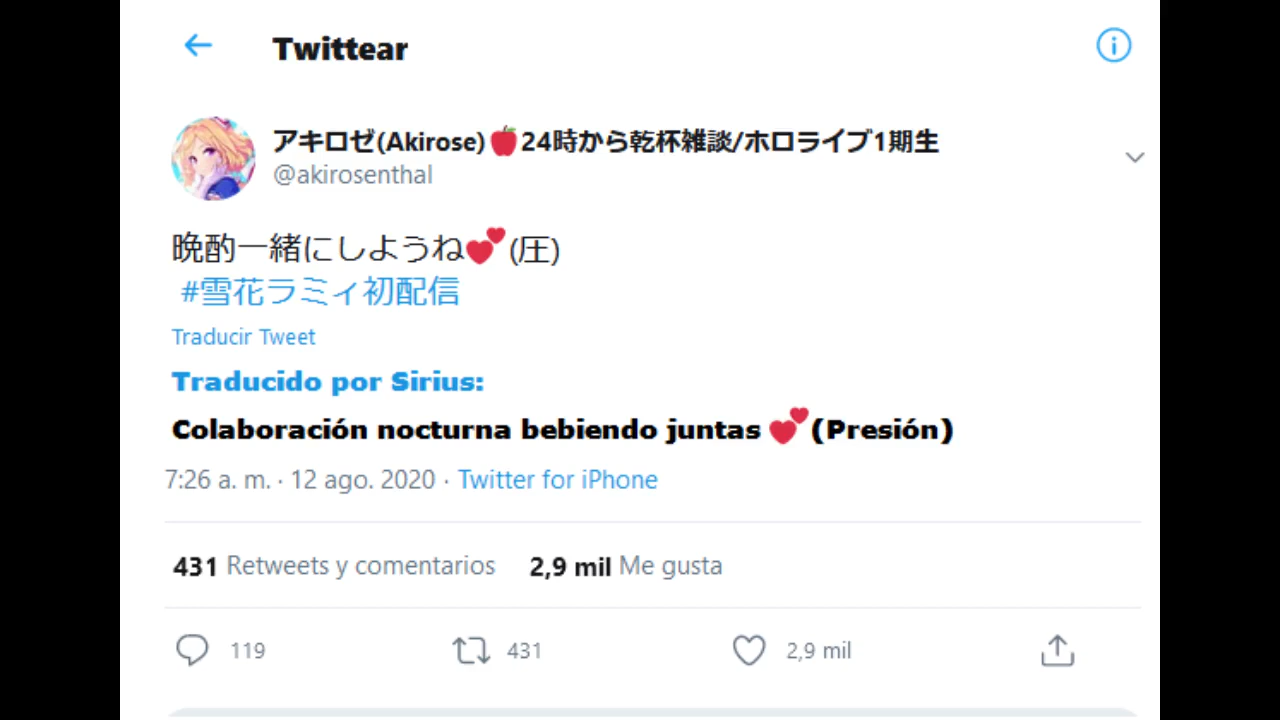 Twittear
アキロゼ(Akirose)🍎24時から乾杯雑談/ホロライブ1期生
@akirosenthal
晩酌一緒にしようね💕(圧)
#雪花ラミィ初配信
Traducir Tweet
Traducido por Sirius:
Colaboración nocturna bebiendo juntas 💕(Presión)
7:26 a. m. · 12 ago. 2020 · Twitter for iPhone
431 Retweets y comentarios 2,9 mil Me gusta
119 431 2,9 mil